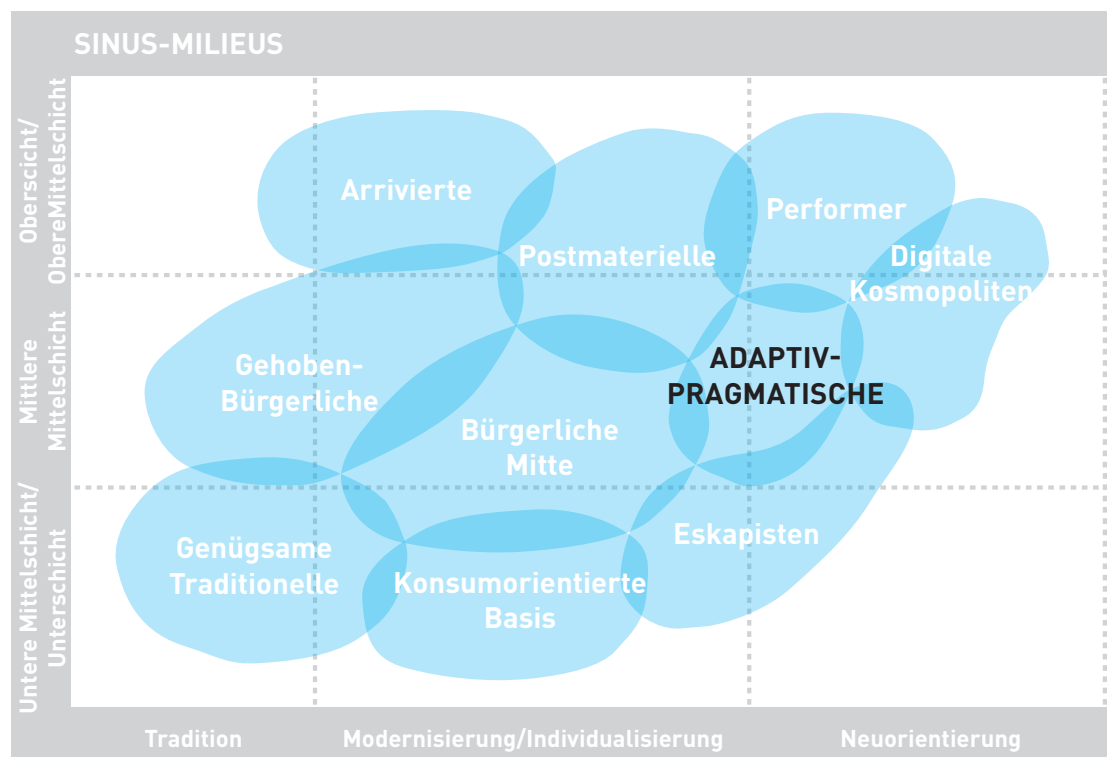 SINUS-MILIEUS
Oberscicht/
ObereMittelschicht
Mittlere
Mittelschicht
Untere Mittelschicht/
Unterschicht
Arrivierte
Postmaterielle
Performer
Digitale
Kosmopoliten
Gehoben-
Bürgerliche
ADAPTIV-
PRAGMATISCHE
Bürgerliche
Mitte
Genügsame
Traditionelle
Konsumorientierte
Basis
Eskapisten
Tradition
Modernisierung/Individualisierung
Neuorientierung